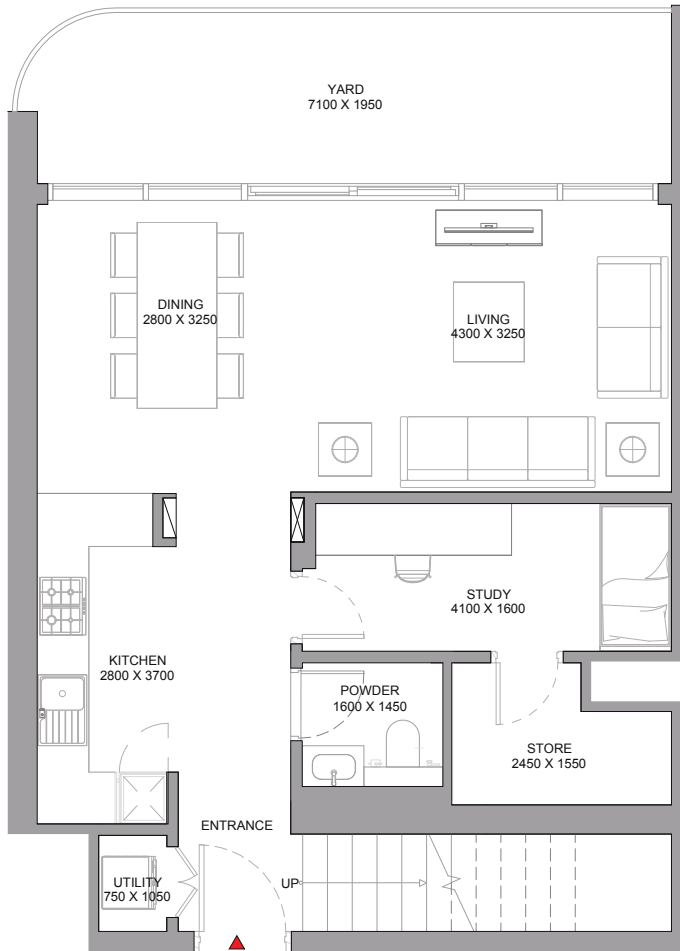 YARD
7100 X 1950
DINING
2800 X 3250
LIVING
4300 X 3250
STUDY
4100 X 1600
KITCHEN
2800 X 3700
POWDER
1600 X 1450
STORE
2450 X 1550
ENTRANCE
UP
UTILITY
750 X 1050